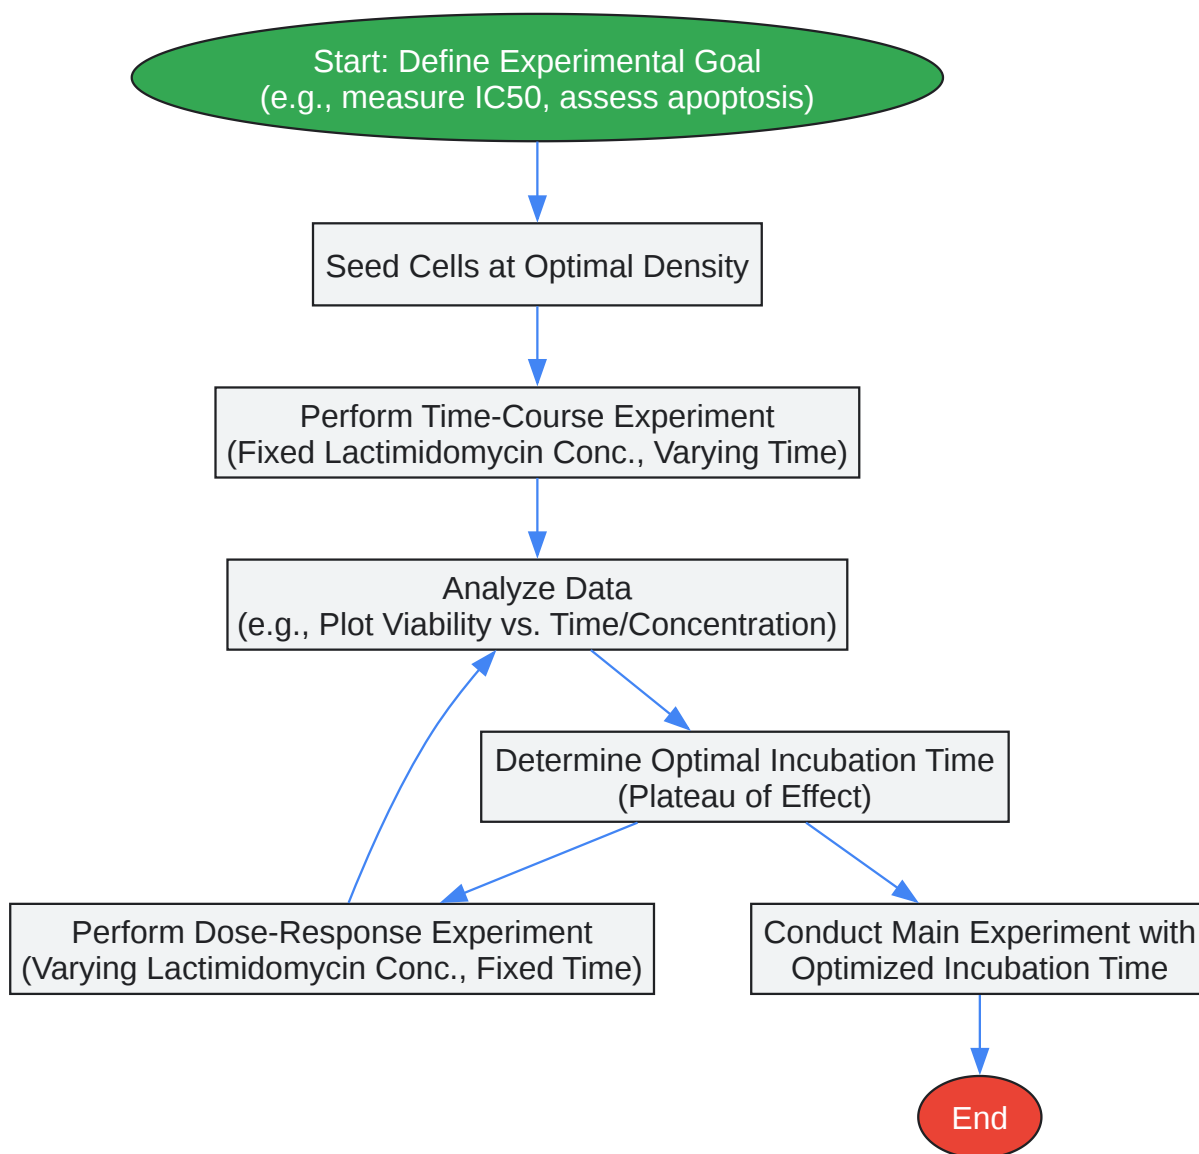 Start: Define Experimental Goal
(e.g., measure IC50, assess apoptosis)
Seed Cells at Optimal Density
Perform Time-Course Experiment
(Fixed Lactimidomycin Conc., Varying Time)
Analyze Data
(e.g., Plot Viability vs. Time/Concentration)
Determine Optimal Incubation Time
(Plateau of Effect)
Perform Dose-Response Experiment
(Varying Lactimidomycin Conc., Fixed Time)
Conduct Main Experiment with
Optimized Incubation Time
End